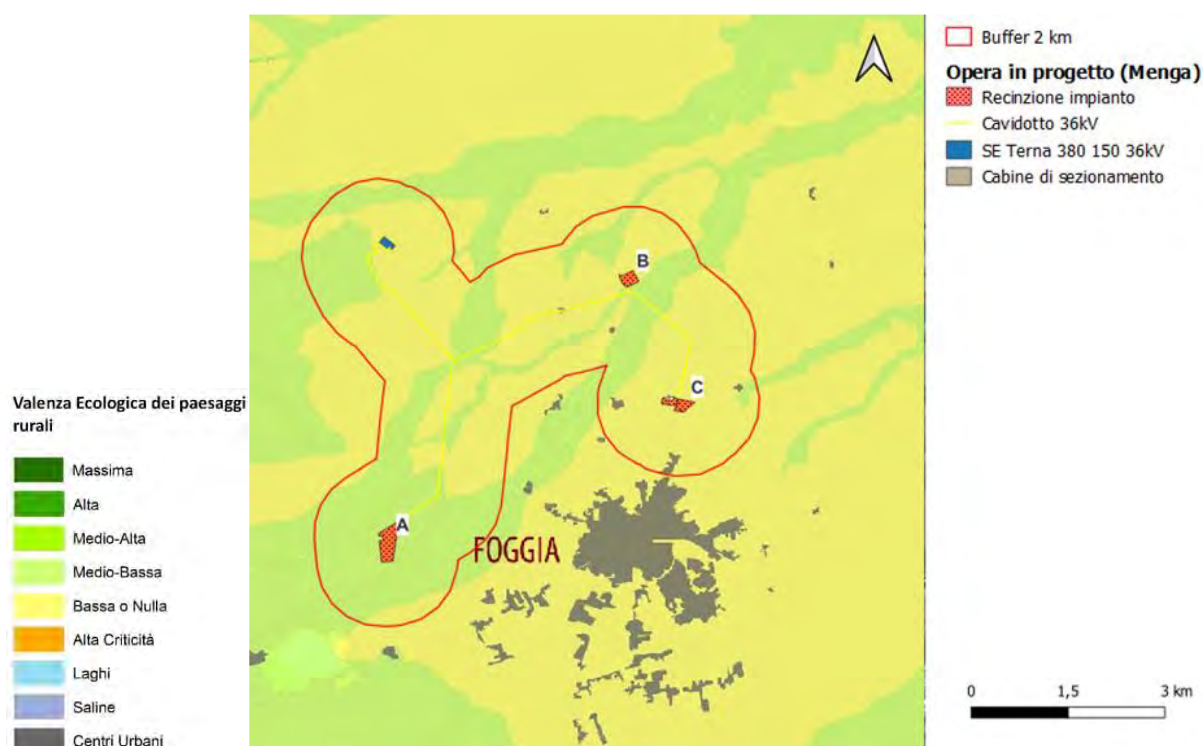 Valenza Ecologica dei paesaggi
rurali
Massima
Alta
Medio-Alta
Medio-Bassa
Bassa o Nulla
Alta Criticità
Laghi
Saline
Centri Urbani
B
C
A
FOGGIA
Buffer 2 km
Opera in progetto (Menga)
Recinzione impianto
Cavidotto 36kV
SE Terna 380 150 36kV
Cabine di sezionamento
0 1,5 3 km